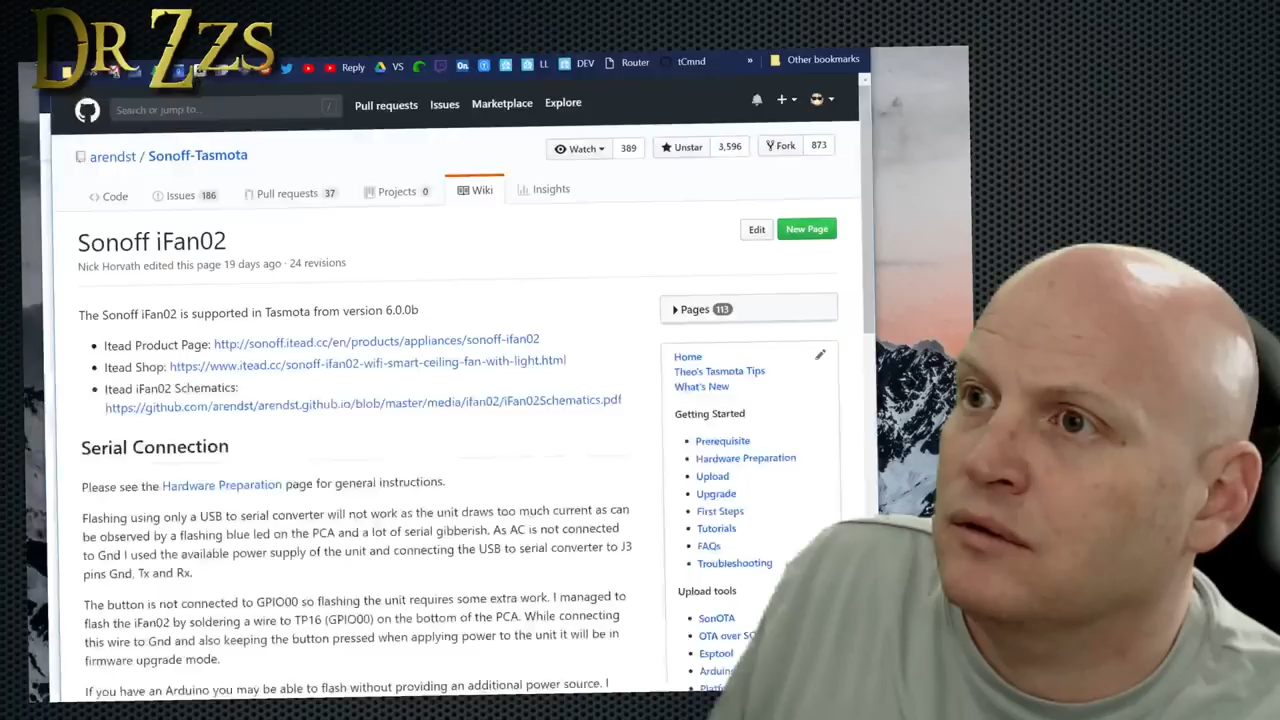 DR ZZS
Reply VS On LL DEV Router tCmnd » Other bookmarks
Search or jump to... / Pull requests Issues Marketplace Explore
arendst / Sonoff-Tasmota Watch 389 Unstar 3,596 Fork 873
Code Issues 186 Pull requests 37 Projects 0 Wiki Insights
Sonoff iFan02 Edit New Page
Nick Horvath edited this page 19 days ago · 24 revisions
The Sonoff iFan02 is supported in Tasmota from version 6.0.0b
• Itead Product Page: http://sonoff.itead.cc/en/products/appliances/sonoff-ifan02
• Itead Shop: https://www.itead.cc/sonoff-ifan02-wifi-smart-ceiling-fan-with-light.html
• Itead iFan02 Schematics:
https://github.com/arendst/arendst.github.io/blob/master/media/ifan02/iFan02Schematics.pdf
Serial Connection
Please see the Hardware Preparation page for general instructions.
Flashing using only a USB to serial converter will not work as the unit draws too much current as can
be observed by a flashing blue led on the PCA and a lot of serial gibberish. As AC is not connected
to Gnd I used the available power supply of the unit and connecting the USB to serial converter to J3
pins Gnd, Tx and Rx.
The button is not connected to GPIO00 so flashing the unit requires some extra work. I managed to
flash the iFan02 by soldering a wire to TP16 (GPIO00) on the bottom of the PCA. While connecting
this wire to Gnd and also keeping the button pressed when applying power to the unit it will be in
firmware upgrade mode.
If you have an Arduino you may be able to flash without providing an additional power source. I
Pages 113
Home
Theo's Tasmota Tips
What's New
Getting Started
• Prerequisite
• Hardware Preparation
• Upload
• Upgrade
• First Steps
• Tutorials
• FAQs
• Troubleshooting
Upload tools
• SonOTA
• OTA over
• Esptool